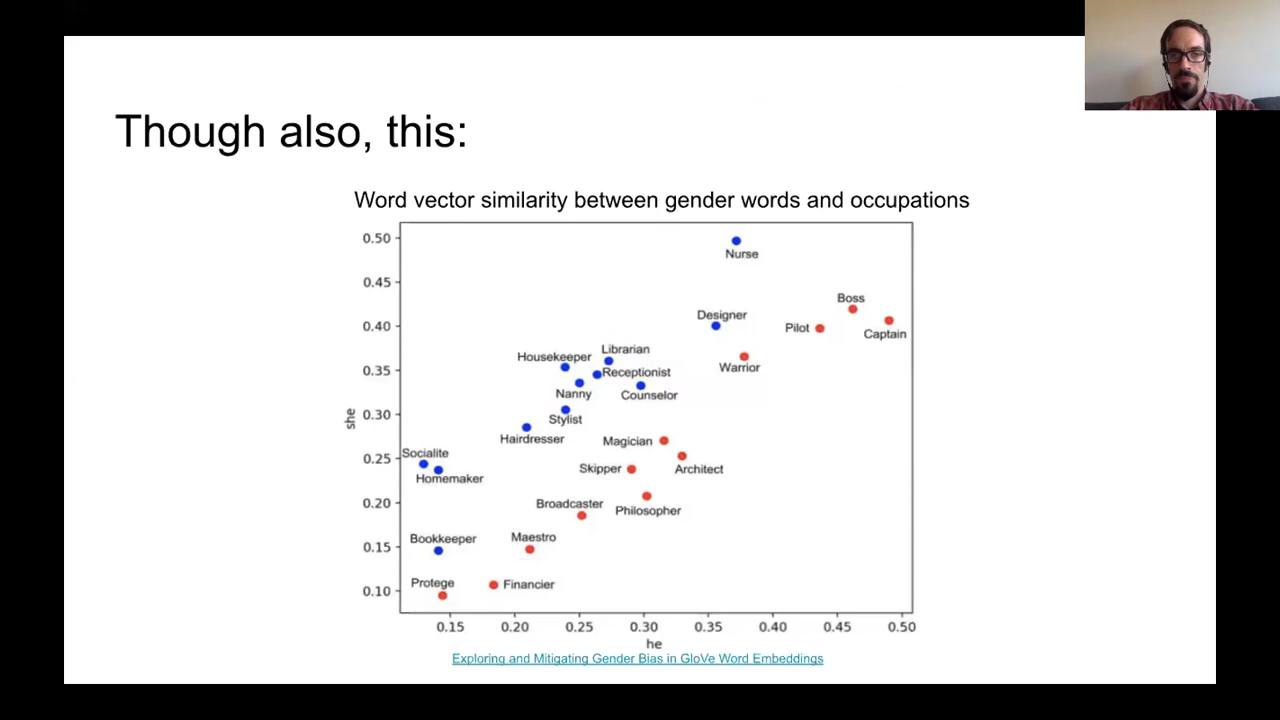 Though also, this:
Word vector similarity between gender words and occupations
0.50
Nurse
0.45
Boss
Designer
0.40
Pilot
Captain
Librarian
Housekeeper
Warrior
0.35
Receptionist
Nanny
Counselor
she
0.30
Stylist
Hairdresser
Magician
Socialite
0.25
Skipper
Architect
Homemaker
0.20
Broadcaster
Philosopher
Bookkeeper
Maestro
0.15
Protege
Financier
0.10
0.15 0.20 0.25 0.30 0.35 0.40 0.45 0.50
he
Exploring and Mitigating Gender Bias in GloVe Word Embeddings